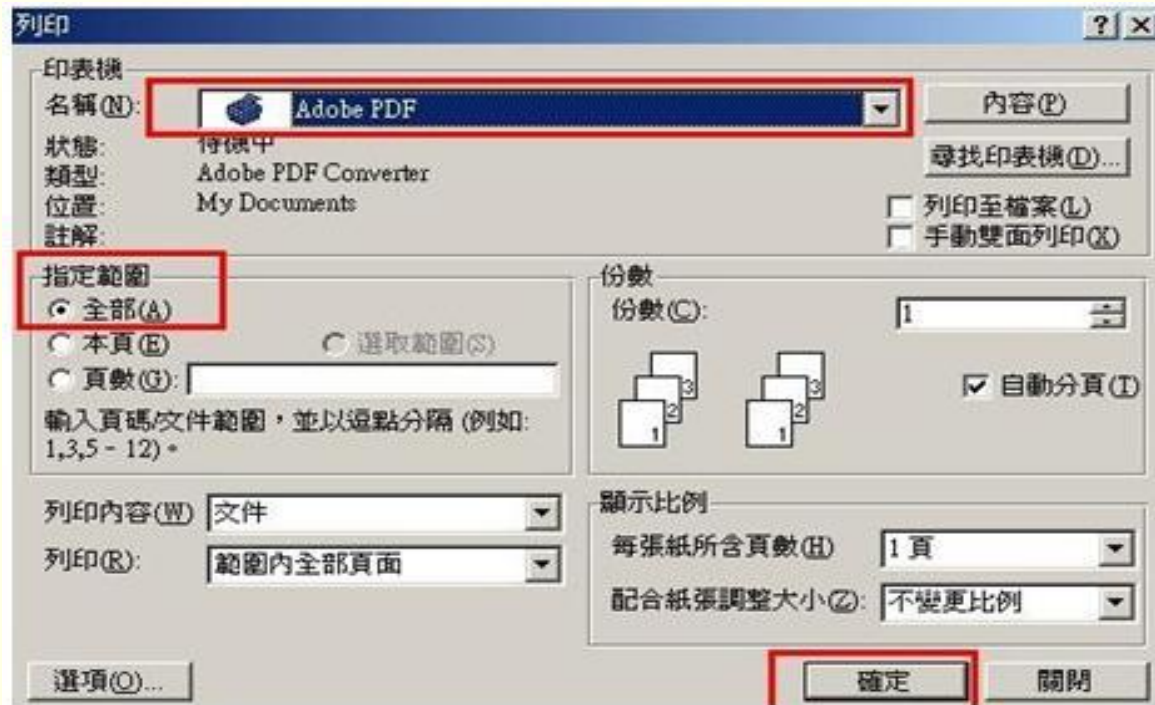 列印
印表機
名稱(N): Adobe PDF 內容(P)
狀態: 待機中 尋找印表機(D)...
類型: Adobe PDF Converter
位置: My Documents 列印至檔案(L)
註解: 手動雙面列印(X)
指定範圍
全部(A)
本頁(E) 選取範圍(S)
頁數(G):
輸入頁碼/文件範圍，並以逗點分隔 (例如:
1,3,5 - 12)。
份數
份數(C): 1
3 3
2 2
1 1
自動分頁(T)
列印內容(W) 文件
列印(R): 範圍內全部頁面
顯示比例
每張紙所含頁數(H) 1 頁
配合紙張調整大小(Z): 不變更比例
選項(O)... 確定 關閉